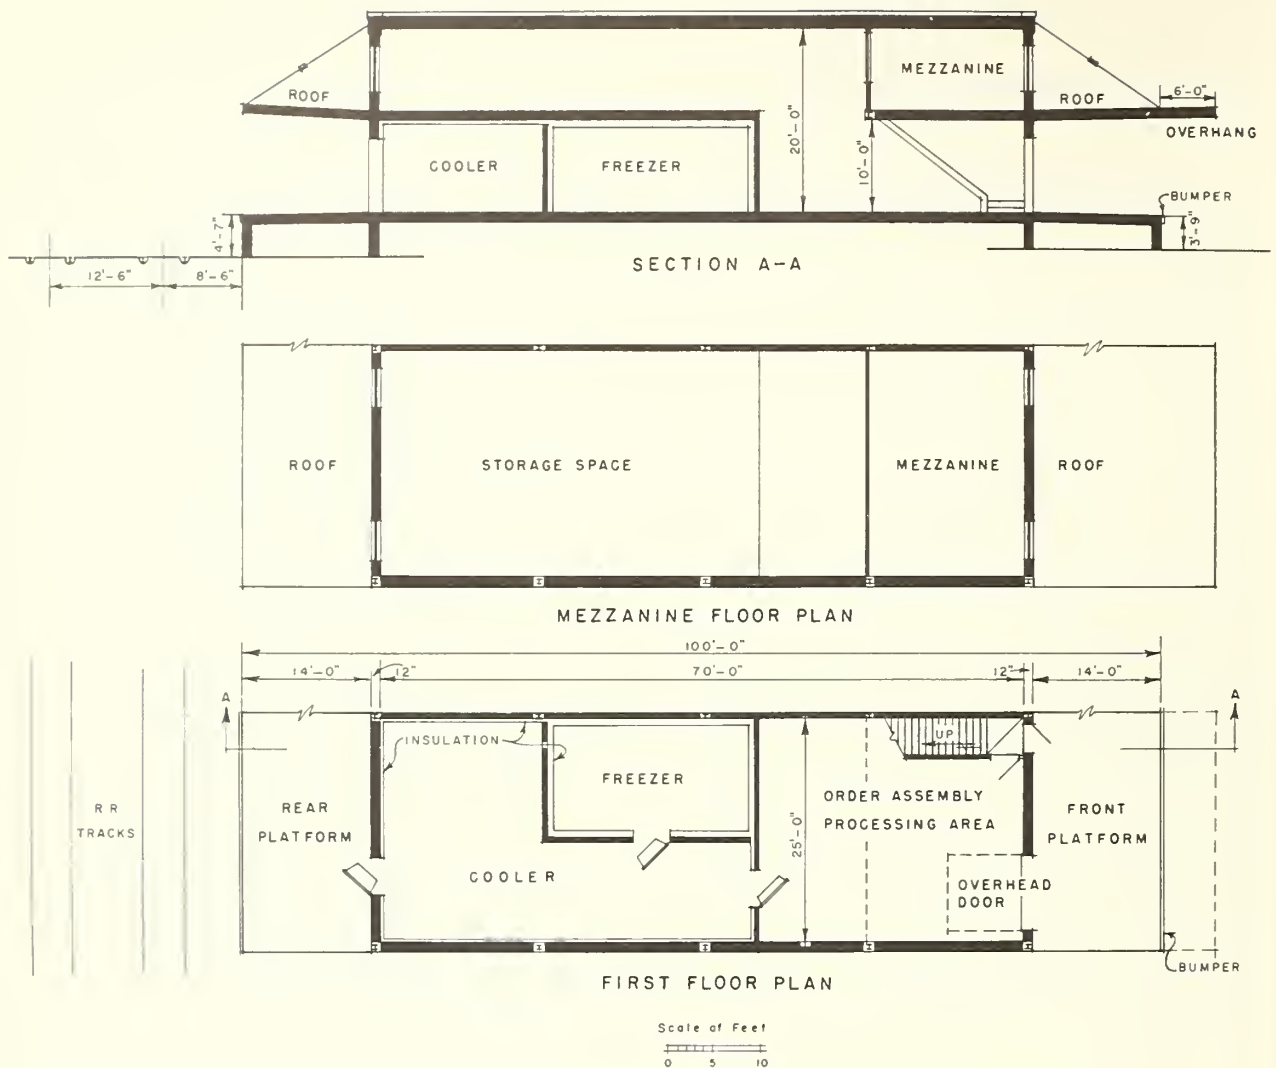 MEZZANINE
ROOF
ROOF
6'-0"
OVERHANG
20'-0"
10'-0"
COOLER
FREEZER
BUMPER
4'-7"
3'-9"
12'-6"
8'-6"
SECTION A-A
ROOF
STORAGE SPACE
MEZZANINE
ROOF
MEZZANINE FLOOR PLAN
100'-0"
14'-0"
12"
70'-0"
12"
14'-0"
A
A
INSULATION
UP
FREEZER
ORDER ASSEMBLY
PROCESSING AREA
R R
TRACKS
REAR
PLATFORM
FRONT
PLATFORM
25'-0"
COOLER
OVERHEAD
DOOR
BUMPER
FIRST FLOOR PLAN
Scale of Feet
0 5 10